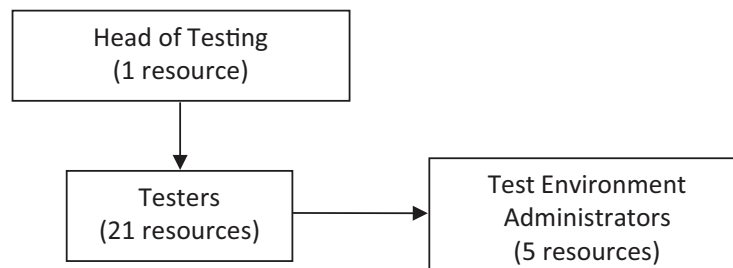 Head of Testing
(1 resource)
Testers
(21 resources)
Test Environment
Administrators
(5 resources)